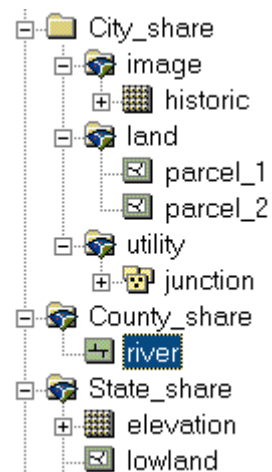 City_share
image
historic
land
parcel_1
parcel_2
utility
junction
County_share
river
State_share
elevation
lowland